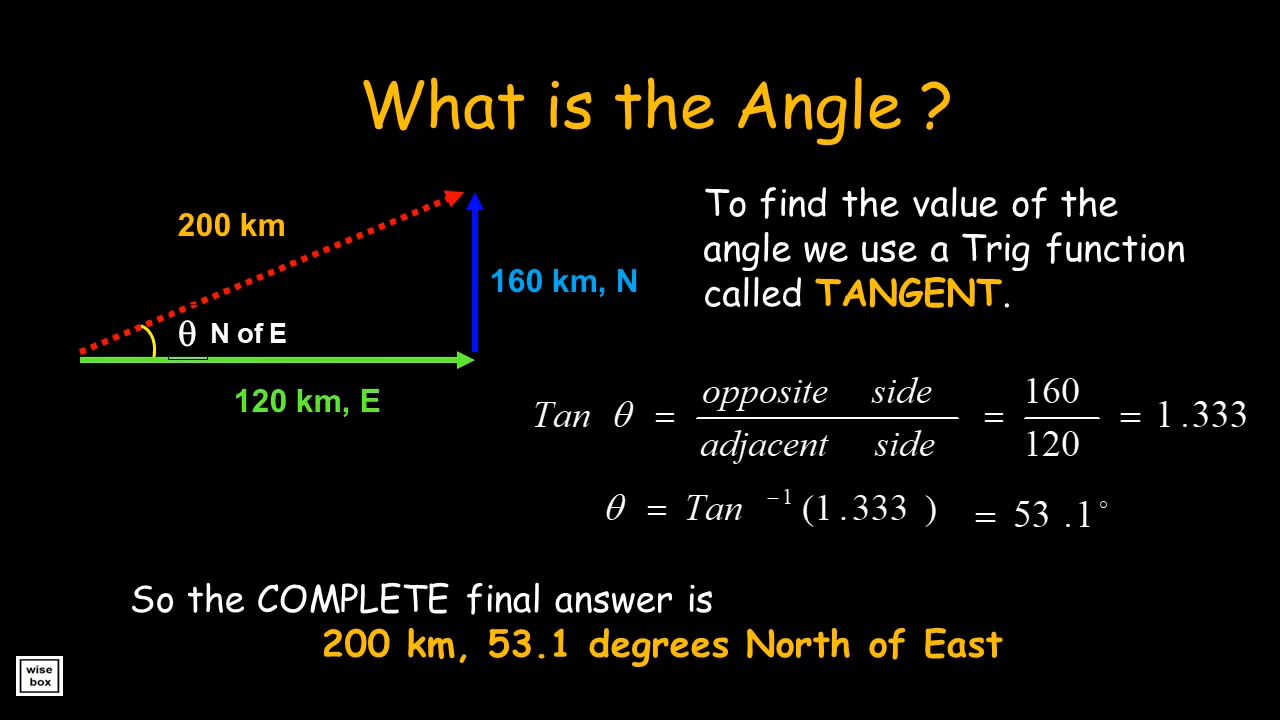 What is the Angle ?
200 km
To find the value of the
angle we use a Trig function
called TANGENT.
160 km, N
θ N of E
120 km, E
Tan θ = opposite side / adjacent side = 160 / 120 = 1.333
θ = Tan ⁻¹ (1.333 ) = 53 .1°
So the COMPLETE final answer is
200 km, 53.1 degrees North of East
wise
box